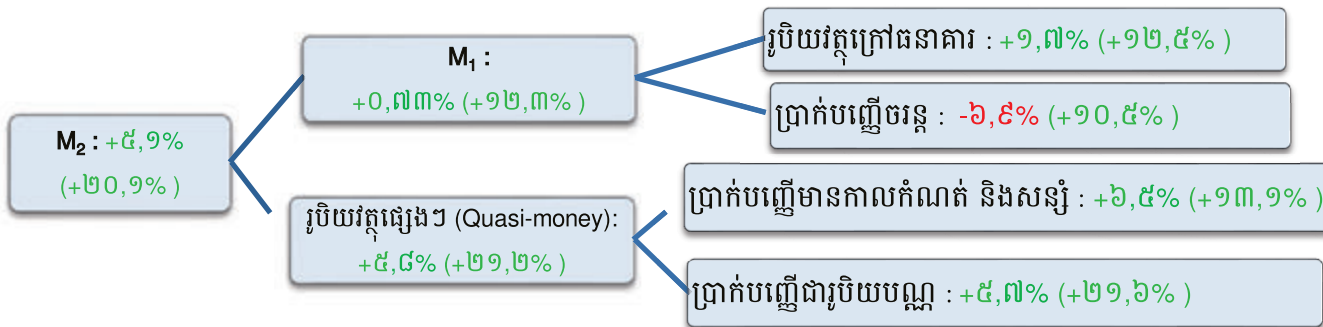 M₂ : +៥,១%
(+២០,១% )
M₁ :
+០,៧៣% (+១២,៣% )
រូបិយវត្ថុផ្សេងៗ (Quasi-money):
+៥,៨% (+២១,២% )
រូបិយវត្ថុក្រៅធនាគារ : +១,៧% (+១២,៥% )
ប្រាក់បញ្ញើចរន្ត : -៦,៩% (+១០,៥% )
ប្រាក់បញ្ញើមានកាលកំណត់ និងសន្សំ : +៦,៥% (+១៣,១% )
ប្រាក់បញ្ញើជារូបិយបណ្ណ : +៥,៧% (+២១,៦% )